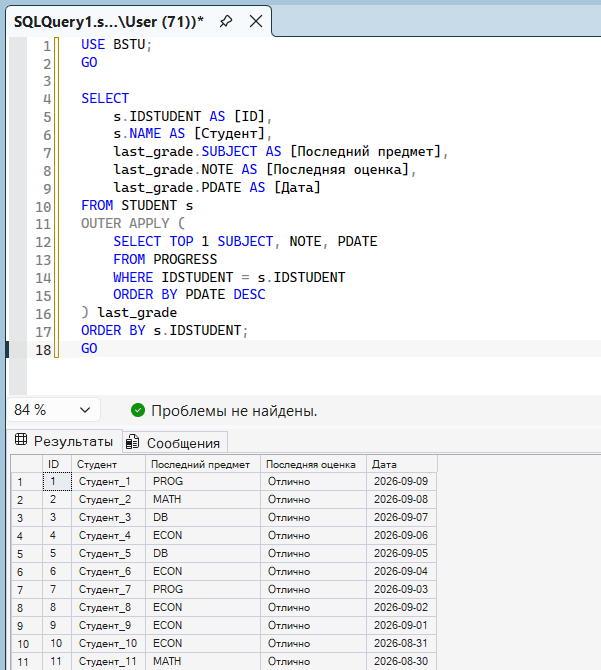 SQLQuery1.s...\User (71))*
1 USE BSTU;
2 GO
3
4 SELECT
5 s.IDSTUDENT AS [ID],
6 s.NAME AS [Студент],
7 last_grade.SUBJECT AS [Последний предмет],
8 last_grade.NOTE AS [Последняя оценка],
9 last_grade.PDATE AS [Дата]
10 FROM STUDENT s
11 OUTER APPLY (
12 SELECT TOP 1 SUBJECT, NOTE, PDATE
13 FROM PROGRESS
14 WHERE IDSTUDENT = s.IDSTUDENT
15 ORDER BY PDATE DESC
16 ) last_grade
17 ORDER BY s.IDSTUDENT;
18 GO
84 % Проблемы не найдены.
Результаты Сообщения
ID Студент Последний предмет Последняя оценка Дата
1 1 Студент_1 PROG Отлично 2026-09-09
2 2 Студент_2 MATH Отлично 2026-09-08
3 3 Студент_3 DB Отлично 2026-09-07
4 4 Студент_4 ECON Отлично 2026-09-06
5 5 Студент_5 DB Отлично 2026-09-05
6 6 Студент_6 ECON Отлично 2026-09-04
7 7 Студент_7 PROG Отлично 2026-09-03
8 8 Студент_8 ECON Отлично 2026-09-02
9 9 Студент_9 ECON Отлично 2026-09-01
10 10 Студент_10 ECON Отлично 2026-08-31
11 11 Студент_11 MATH Отлично 2026-08-30